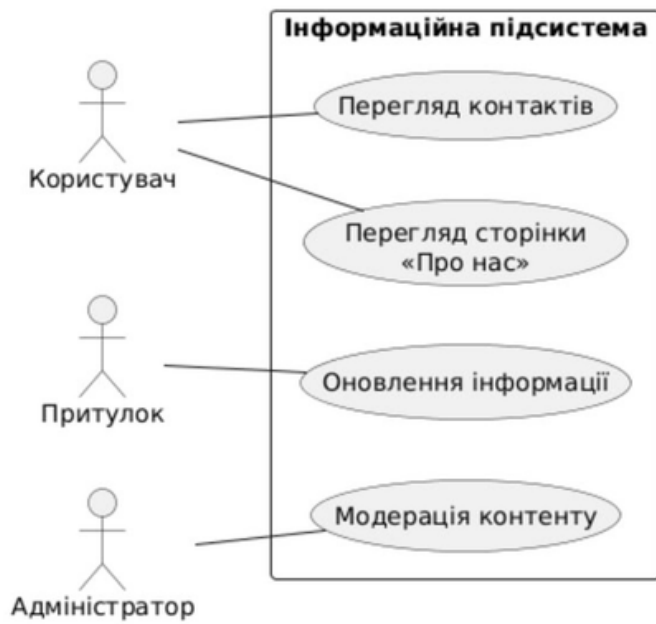 Інформаційна підсистема
Перегляд контактів
Користувач
Перегляд сторінки
«Про нас»
Оновлення інформації
Притулок
Модерація контенту
Адміністратор